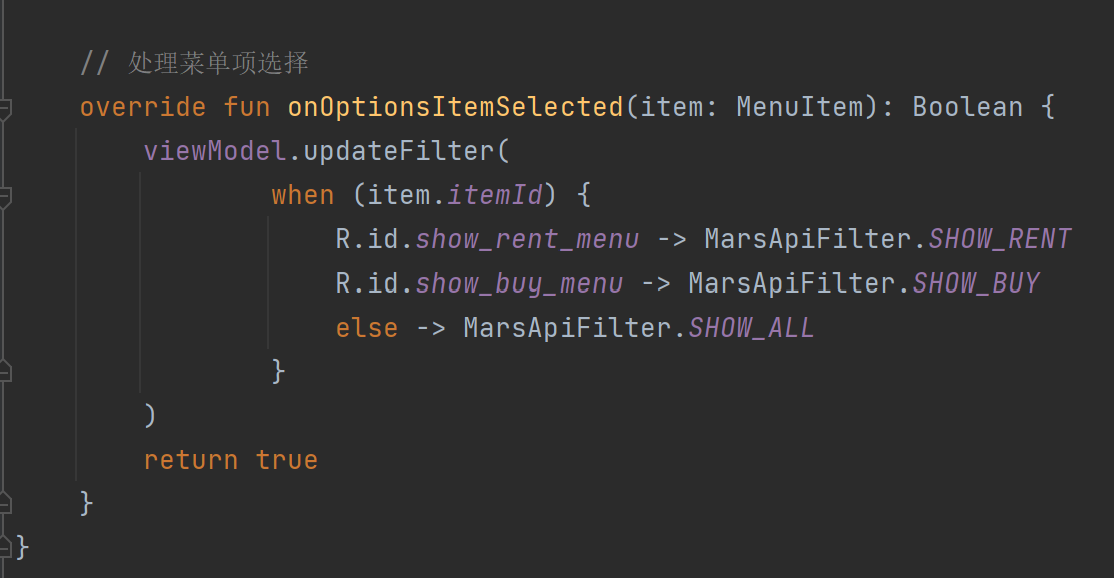 // 处理菜单项选择
override fun onOptionsItemSelected(item: MenuItem): Boolean {
viewModel.updateFilter(
when (item.itemId) {
R.id.show_rent_menu -> MarsApiFilter.SHOW_RENT
R.id.show_buy_menu -> MarsApiFilter.SHOW_BUY
else -> MarsApiFilter.SHOW_ALL
}
)
return true
}
}